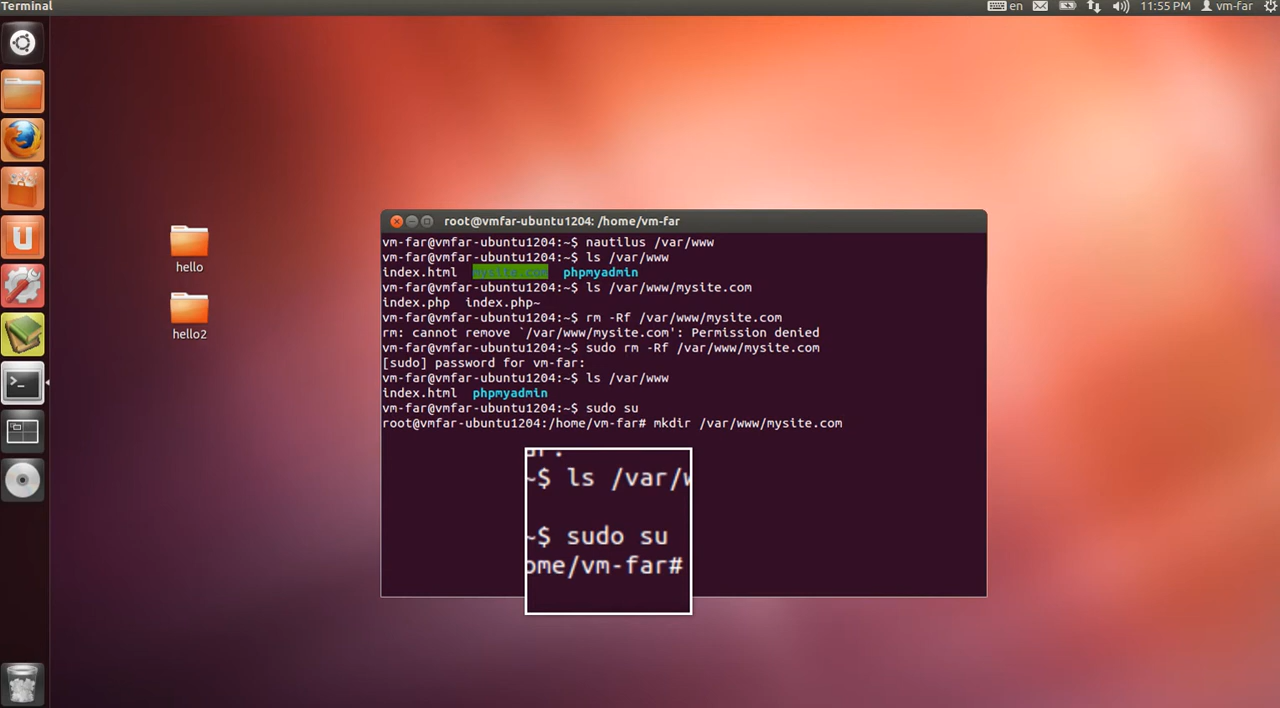 Terminal
en
11:55 PM
vm-far
hello
hello2
root@vmfar-ubuntu1204: /home/vm-far
vm-far@vmfar-ubuntu1204:~$ nautilus /var/www
vm-far@vmfar-ubuntu1204:~$ ls /var/www
index.html  mysite.com  phpmyadmin
vm-far@vmfar-ubuntu1204:~$ ls /var/www/mysite.com
index.php  index.php~
vm-far@vmfar-ubuntu1204:~$ rm -Rf /var/www/mysite.com
rm: cannot remove `/var/www/mysite.com': Permission denied
vm-far@vmfar-ubuntu1204:~$ sudo rm -Rf /var/www/mysite.com
[sudo] password for vm-far:
vm-far@vmfar-ubuntu1204:~$ ls /var/www
index.html  phpmyadmin
vm-far@vmfar-ubuntu1204:~$ sudo su
root@vmfar-ubuntu1204:/home/vm-far# mkdir /var/www/mysite.com
ar:
~$ ls /var/w
~$ sudo su
ome/vm-far#